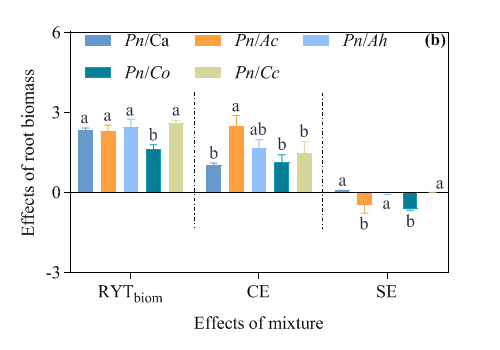 6
Pn/Ca Pn/Ac Pn/Ah (b)
Pn/Co Pn/Cc
3
a a a b a
b a ab b b
a b a b a
0
-3
Effects of root biomass
RYTbiom CE SE
Effects of mixture